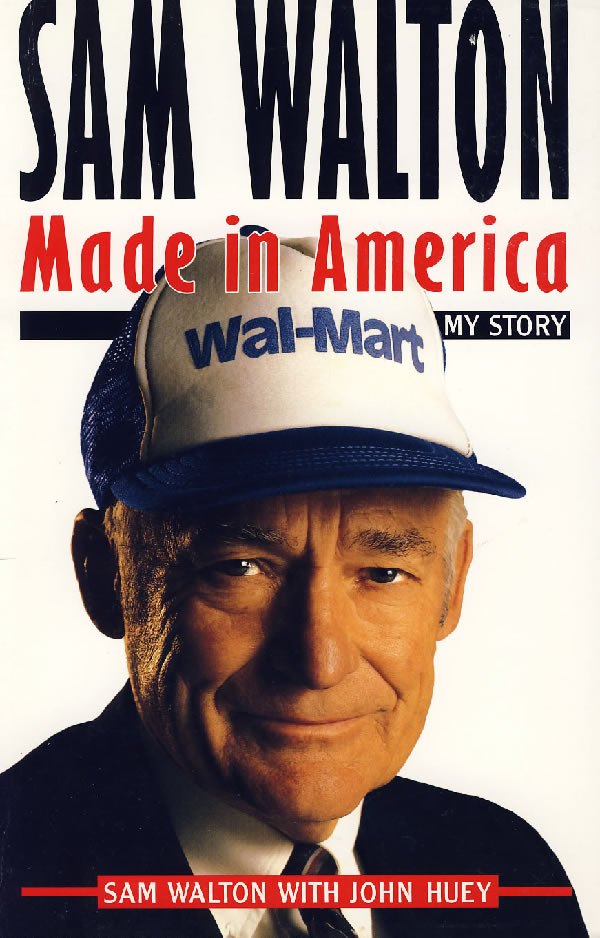 SAM WALTON
Made in America
Wal-Mart
MY STORY
SAM WALTON WITH JOHN HUEY